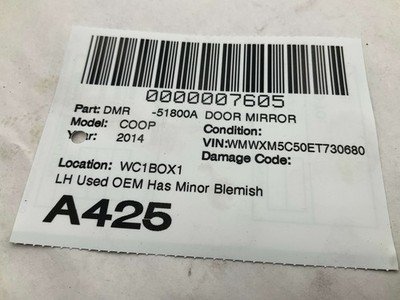 0000007605
Part: DMR -51800A DOOR MIRROR
Model: COOP Condition:
Year: 2014 VIN:WMWXM5C50ET730680
Damage Code:
Location: WC1BOX1
LH Used OEM Has Minor Blemish
A425